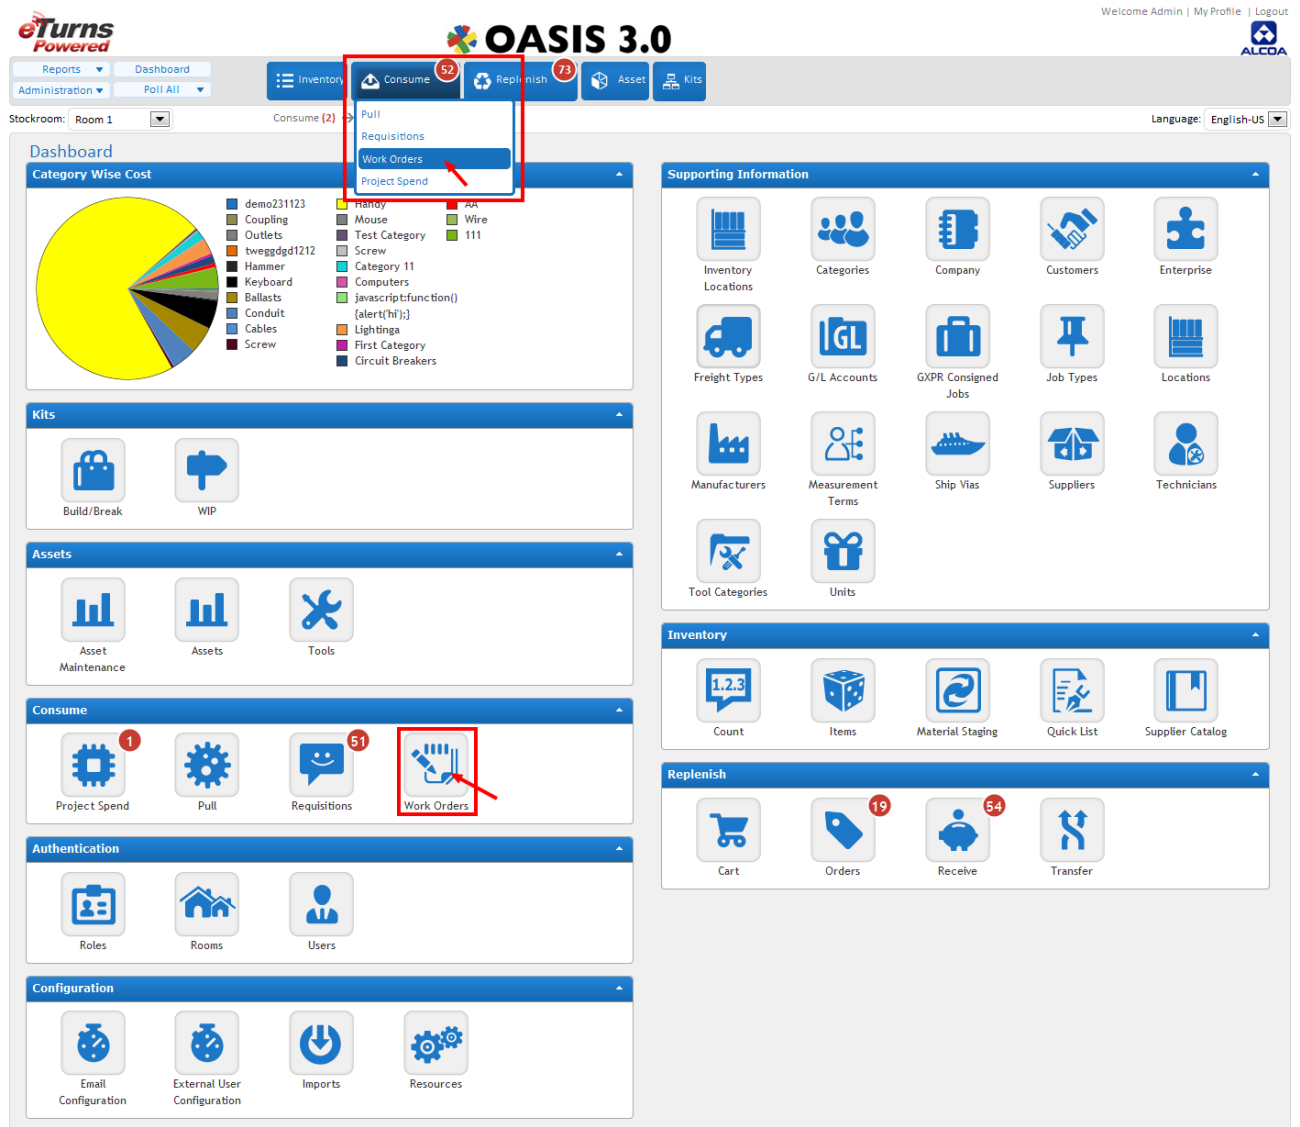 eTurns
Powered
OASIS 3.0
Welcome Admin | My Profile | Logout
ALCOA
Reports Dashboard
Administration Poll All
Inventory Consume 52 Replenish 73 Asset Kits
Stockroom: Room 1
Consume (2)
Language: English-US
Pull
Requisitions
Work Orders
Project Spend
Dashboard
Category Wise Cost
demo231123
Coupling
Outlets
tweggdgd1212
Hammer
Keyboard
Ballasts
Conduit
Cables
Screw
Handy
Mouse
Test Category
Screw
Category 11
Computers
javascript:function()
{alert('hi');}
Lightinga
First Category
Circuit Breakers
AA
Wire
111
Kits
Build/Break
WIP
Assets
Asset
Maintenance
Assets
Tools
Consume
1
Project Spend
Pull
51
Requisitions
Work Orders
Authentication
Roles
Rooms
Users
Configuration
Email
Configuration
External User
Configuration
Imports
Resources
Supporting Information
Inventory
Locations
Categories
Company
Customers
Enterprise
Freight Types
GL
G/L Accounts
GXPR Consigned
Jobs
Job Types
Locations
Manufacturers
Measurement
Terms
Ship Vias
Suppliers
Technicians
Tool Categories
Units
Inventory
1.2.3
Count
Items
Material Staging
Quick List
Supplier Catalog
Replenish
Cart
19
Orders
54
Receive
Transfer